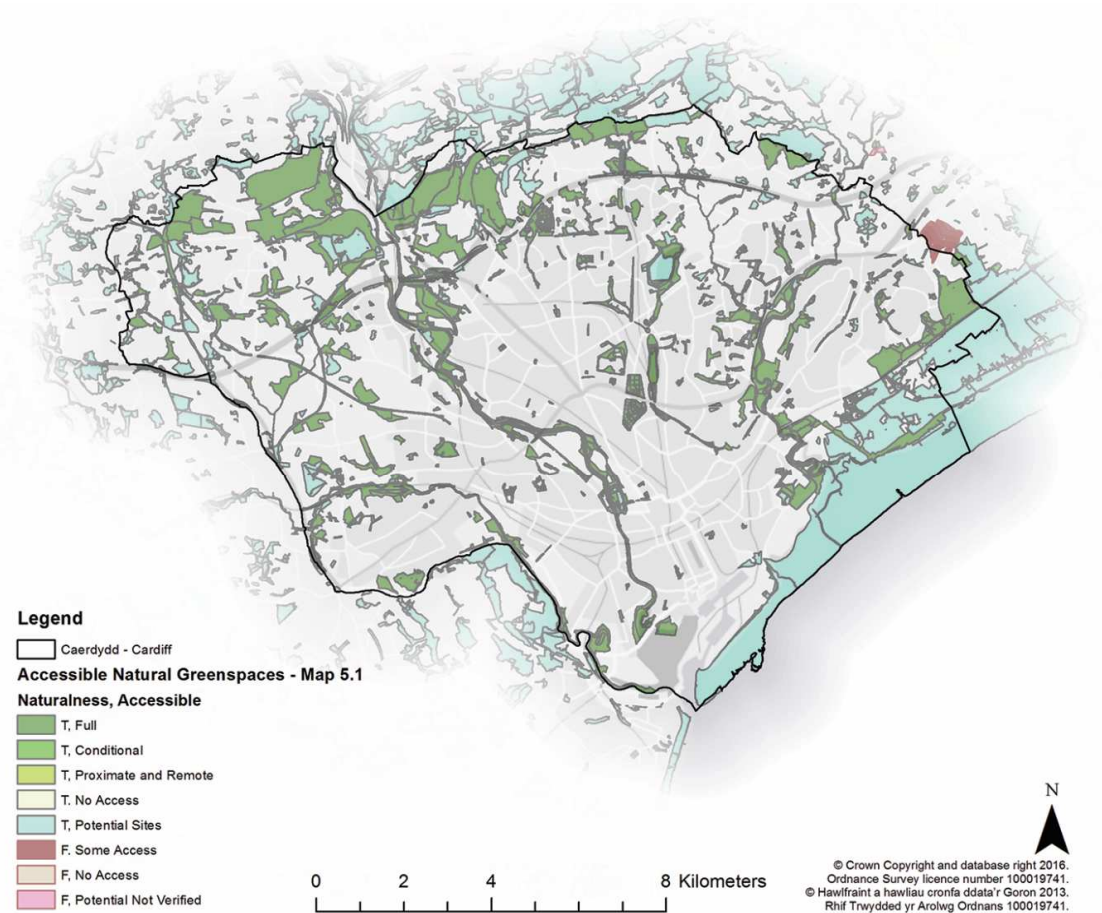 Legend
Caerdydd - Cardiff
Accessible Natural Greenspaces - Map 5.1
Naturalness, Accessible
T, Full
T, Conditional
T, Proximate and Remote
T. No Access
T, Potential Sites
F. Some Access
F, No Access
F, Potential Not Verified
0 2 4 8 Kilometers
N
© Crown Copyright and database right 2016.
Ordnance Survey licence number 100019741.
© Hawlfraint a hawliau cronfa ddata'r Goron 2013.
Rhif Trwydded yr Arolwg Ordnans 100019741.